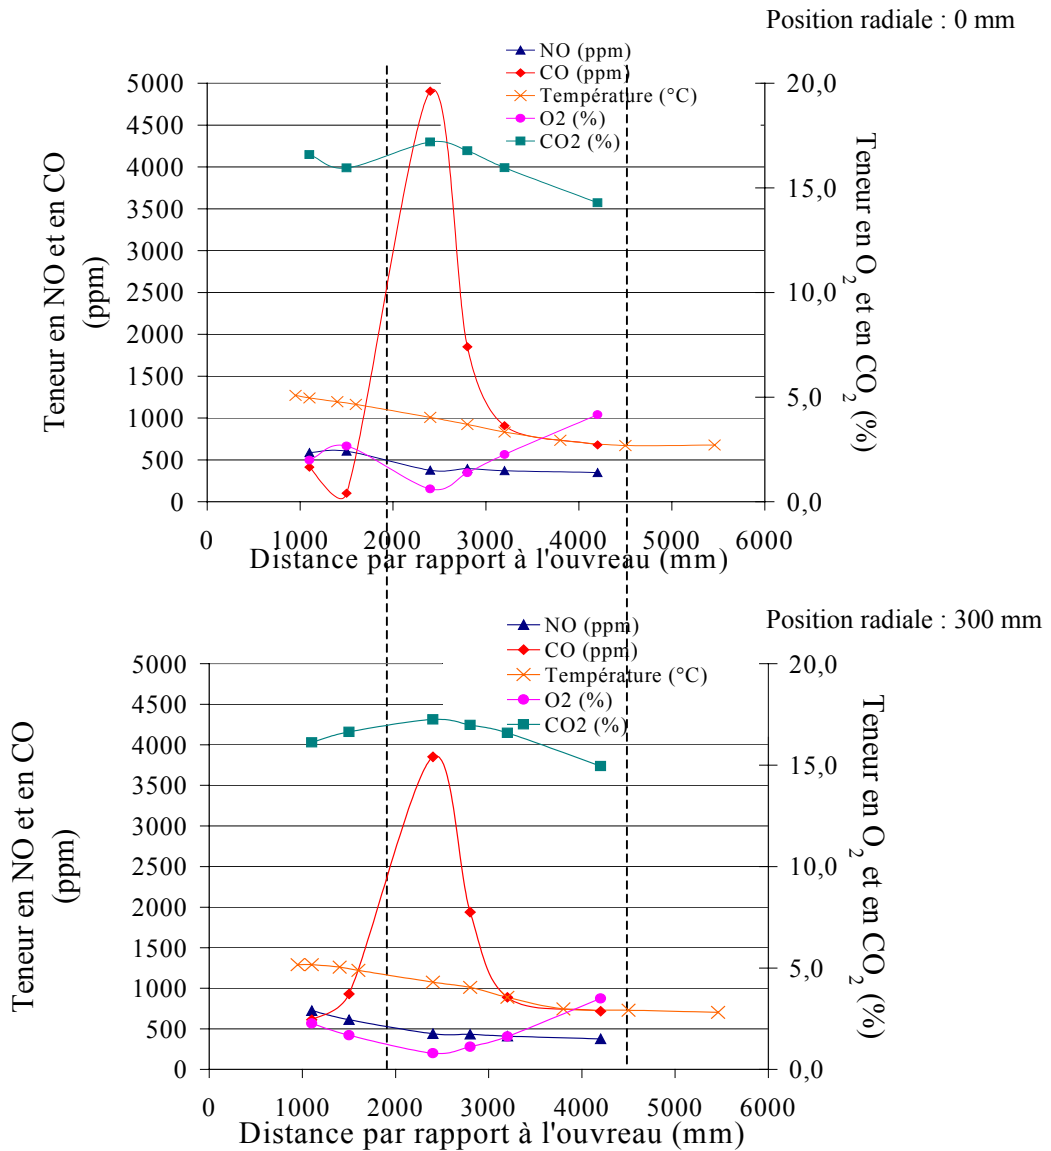 Position radiale : 0 mm
NO (ppm)
CO (ppm)
Température (°C)
O2 (%)
CO2 (%)
5000
4500
4000
3500
3000
2500
2000
1500
1000
500
0
20,0
15,0
10,0
5,0
0,0
Teneur en NO et en CO
(ppm)
Teneur en O2 et en CO2 (%)
0 1000 2000 3000 4000 5000 6000
Distance par rapport à l'ouvreau (mm)
Position radiale : 300 mm
NO (ppm)
CO (ppm)
Température (°C)
O2 (%)
CO2 (%)
5000
4500
4000
3500
3000
2500
2000
1500
1000
500
0
20,0
15,0
10,0
5,0
0,0
Teneur en NO et en CO
(ppm)
Teneur en O2 et en CO2 (%)
0 1000 2000 3000 4000 5000 6000
Distance par rapport à l'ouvreau (mm)